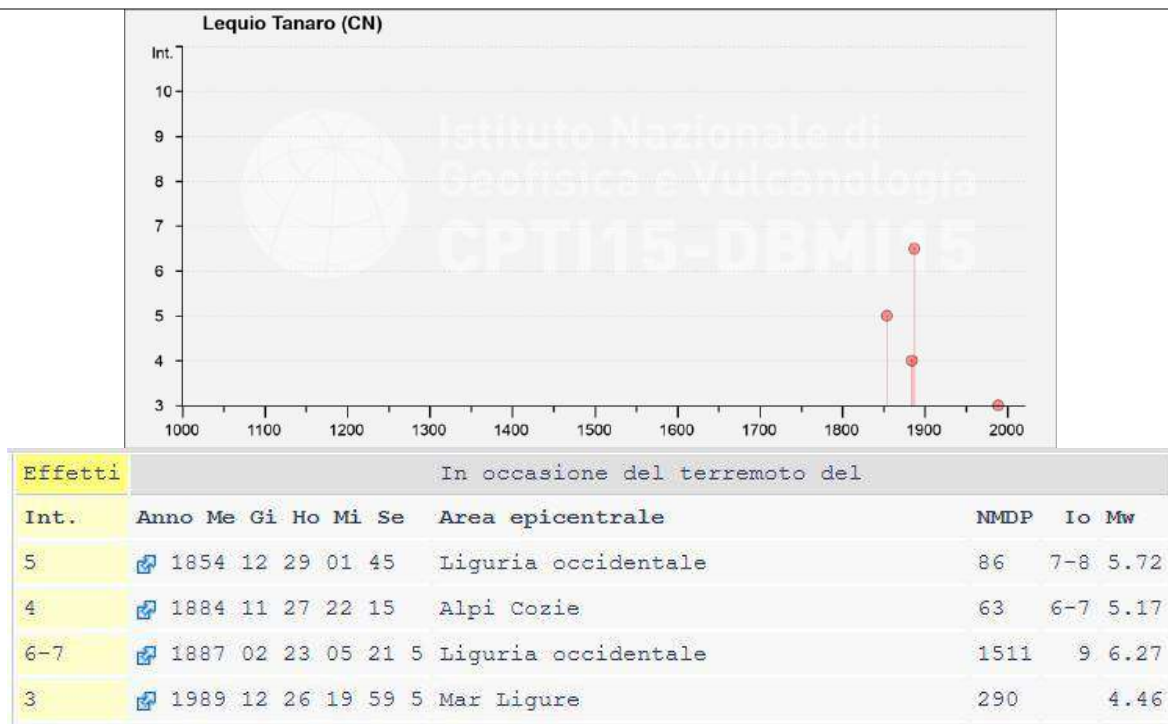 Lequio Tanaro (CN)
Int.
10
9
8
7
6
5
4
3
1000 1100 1200 1300 1400 1500 1600 1700 1800 1900 2000
Istituto Nazionale di
Geofisica e Vulcanologia
CPTI15-DBMI15
Effetti In occasione del terremoto del
Int. Anno Me Gi Ho Mi Se Area epicentrale NMDP Io Mw
5 1854 12 29 01 45 Liguria occidentale 86 7-8 5.72
4 1884 11 27 22 15 Alpi Cozie 63 6-7 5.17
6-7 1887 02 23 05 21 5 Liguria occidentale 1511 9 6.27
3 1989 12 26 19 59 5 Mar Ligure 290 4.46